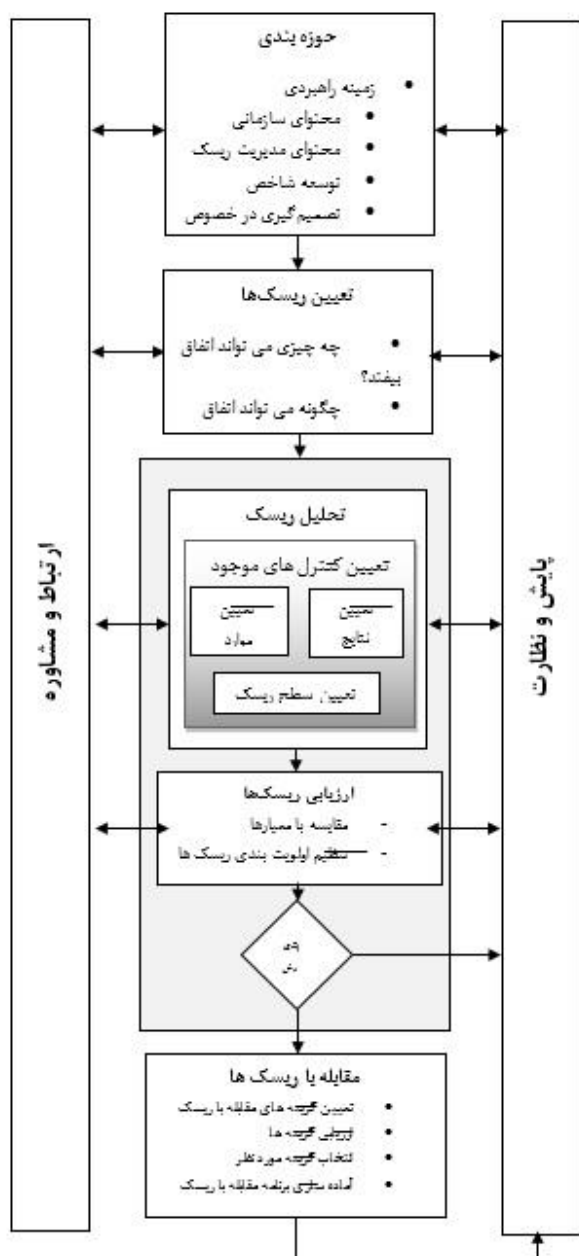 حوزه بندی
• زمینه راهبردی
• محتوای سازمانی
• محتوای مدیریت ریسک
• توسعه شاخص
• تصمیم‌گیری در خصوص
تعیین ریسک‌ها
• چه چیزی می تواند اتفاق
بیفتد؟
• چگونه می تواند اتفاق
پایش و نظارت
ارتباط و مشاوره
تحلیل ریسک
تعیین کنترل های موجود
تعیین
نتایج
تعیین
موارد
تعیین سطح ریسک
ارزیابی ریسک‌ها
- مقایسه با معیارها
- تنظیم اولویت بندی ریسک ها
مقابله با ریسک ها
• تعیین گزینه های مقابله با ریسک
• ارزیابی گزینه ها
• انتخاب گزینه مورد نظر
• آماده سازی برنامه مقابله با ریسک